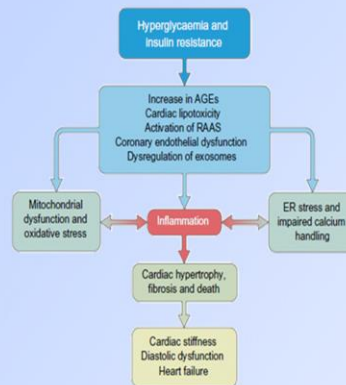 Hyperglycaemia and
insulin resistance
Increase in AGEs
Cardiac lipotoxicity
Activation of RAAS
Coronary endothelial dysfunction
Dysregulation of exosomes
Mitochondrial
dysfunction and
oxidative stress
Inflammation
ER stress and
impaired calcium
handling
Cardiac hypertrophy,
fibrosis and death
Cardiac stiffness
Diastolic dysfunction
Heart failure